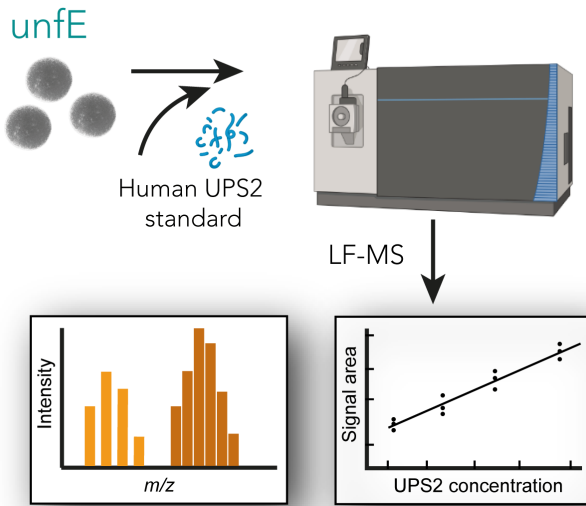 unfE
Human UPS2
standard
LF-MS
Intensity
m/z
Signal area
UPS2 concentration